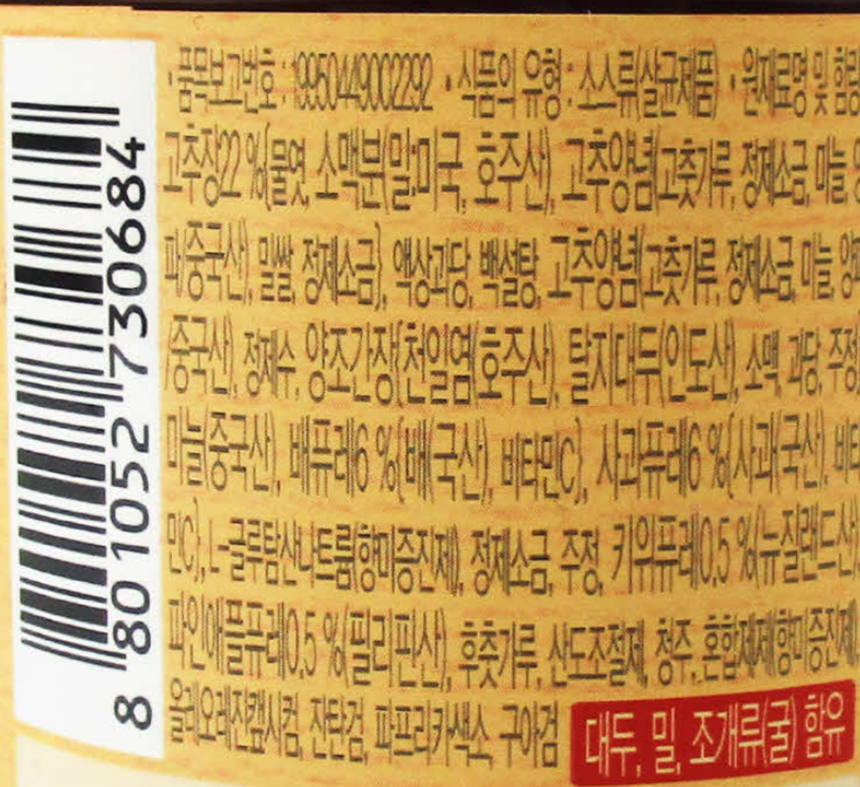 8 801052 730684
·품목보고번호 : 19950449002292 ·식품의 유형 : 소스류(살균제품) ·원재료명 및 함량
고추장22 %{물엿, 소맥분(밀:미국, 호주산), 고추양념(고춧가루, 정제소금, 마늘
파/중국산), 밀쌀, 정제소금}, 액상과당, 백설탕, 고추양념(고춧가루, 정제소금, 마늘, 양파
/중국산), 정제수, 양조간장{천일염(호주산), 탈지대두(인도산), 소맥, 과당, 주정
마늘(중국산), 배퓨레6 %{배(국산), 비타민C}, 사과퓨레6 %{사과(국산), 비타
민C}, L-글루탐산나트륨(향미증진제), 정제소금, 주정, 키위퓨레0.5 %(뉴질랜드산),
파인애플퓨레0.5 %(필리핀산), 후춧가루, 산도조절제, 청주, 혼합제제(향미증진제,
올레오레진캡시컴, 잔탄검, 파프리카색소, 구아검
대두, 밀, 조개류(굴) 함유